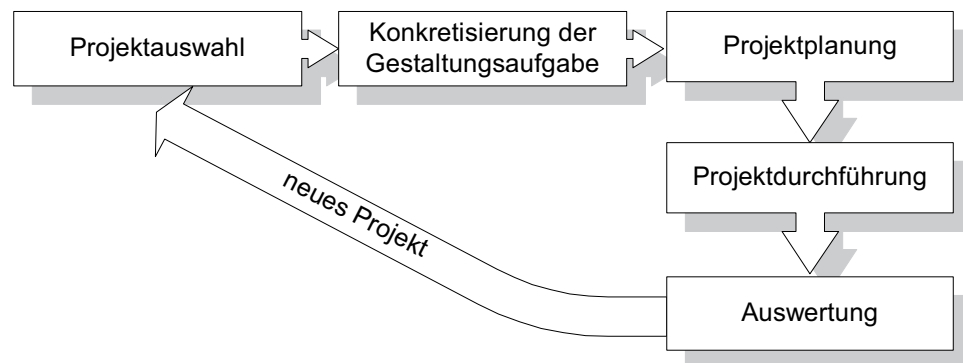 Projektauswahl
Konkretisierung der
Gestaltungsaufgabe
Projektplanung
Projektdurchführung
neues Projekt
Auswertung